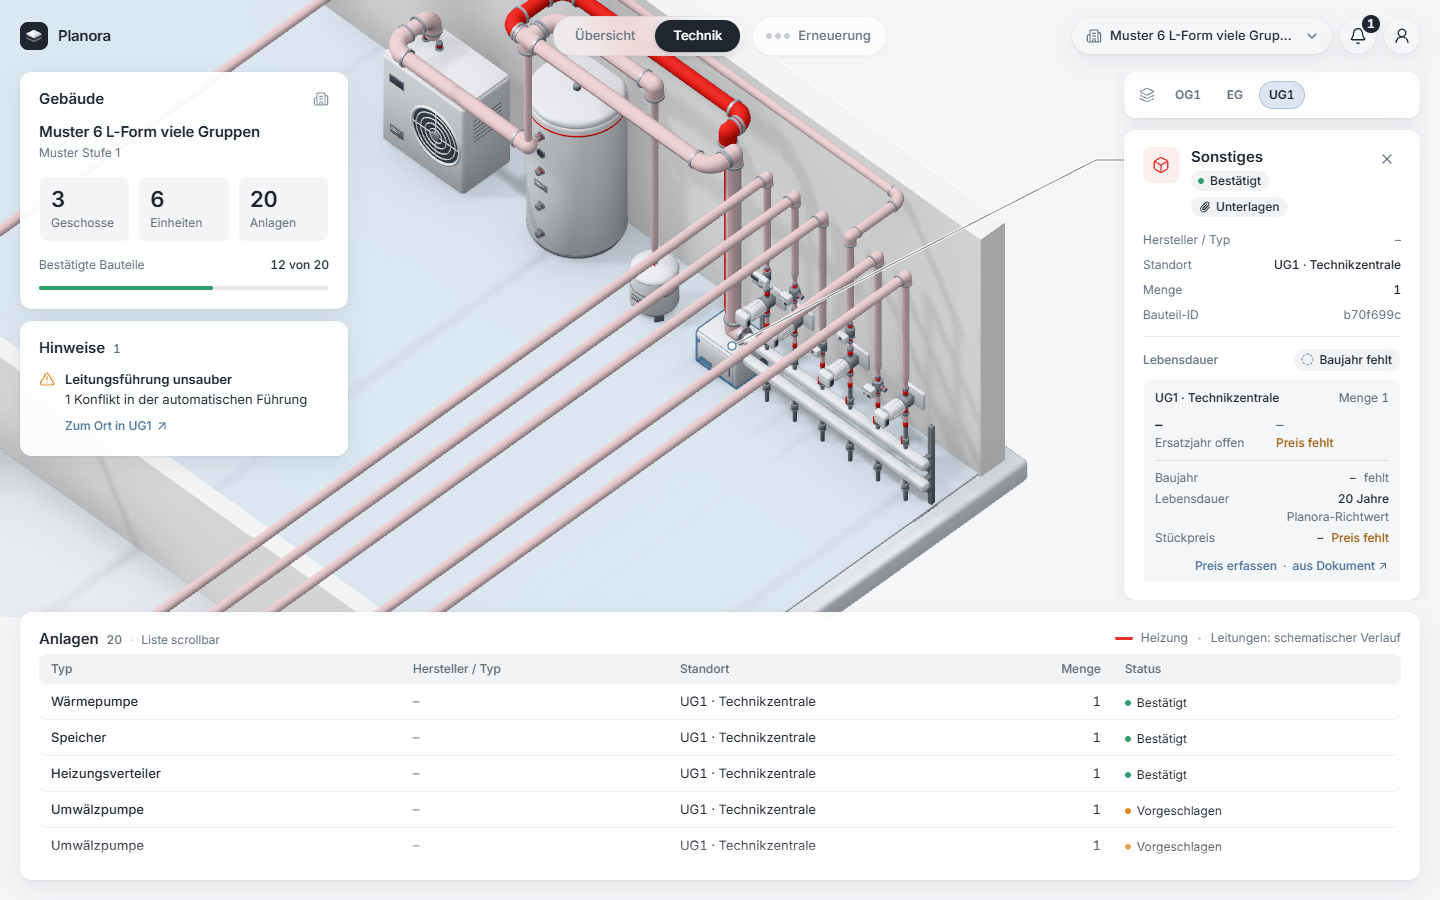 Planora
Übersicht
Technik
Erneuerung
Muster 6 L-Form viele Grup...
1
Gebäude
Muster 6 L-Form viele Gruppen
Muster Stufe 1
3
Geschosse
6
Einheiten
20
Anlagen
Bestätigte Bauteile
12 von 20
Hinweise 1
Leitungsführung unsauber
1 Konflikt in der automatischen Führung
Zum Ort in UG1
OG1
EG
UG1
Sonstiges
Bestätigt
Unterlagen
Hersteller / Typ –
Standort UG1 · Technikzentrale
Menge 1
Bauteil-ID b70f699c
Lebensdauer Baujahr fehlt
UG1 · Technikzentrale Menge 1
– –
Ersatzjahr offen Preis fehlt
Baujahr – fehlt
Lebensdauer 20 Jahre
Planora-Richtwert
Stückpreis – Preis fehlt
Preis erfassen · aus Dokument
Anlagen 20 · Liste scrollbar
Heizung • Leitungen: schematischer Verlauf
Typ Hersteller / Typ Standort Menge Status
Wärmepumpe – UG1 · Technikzentrale 1 Bestätigt
Speicher – UG1 · Technikzentrale 1 Bestätigt
Heizungsverteiler – UG1 · Technikzentrale 1 Bestätigt
Umwälzpumpe – UG1 · Technikzentrale 1 Vorgeschlagen
Umwälzpumpe – UG1 · Technikzentrale 1 Vorgeschlagen